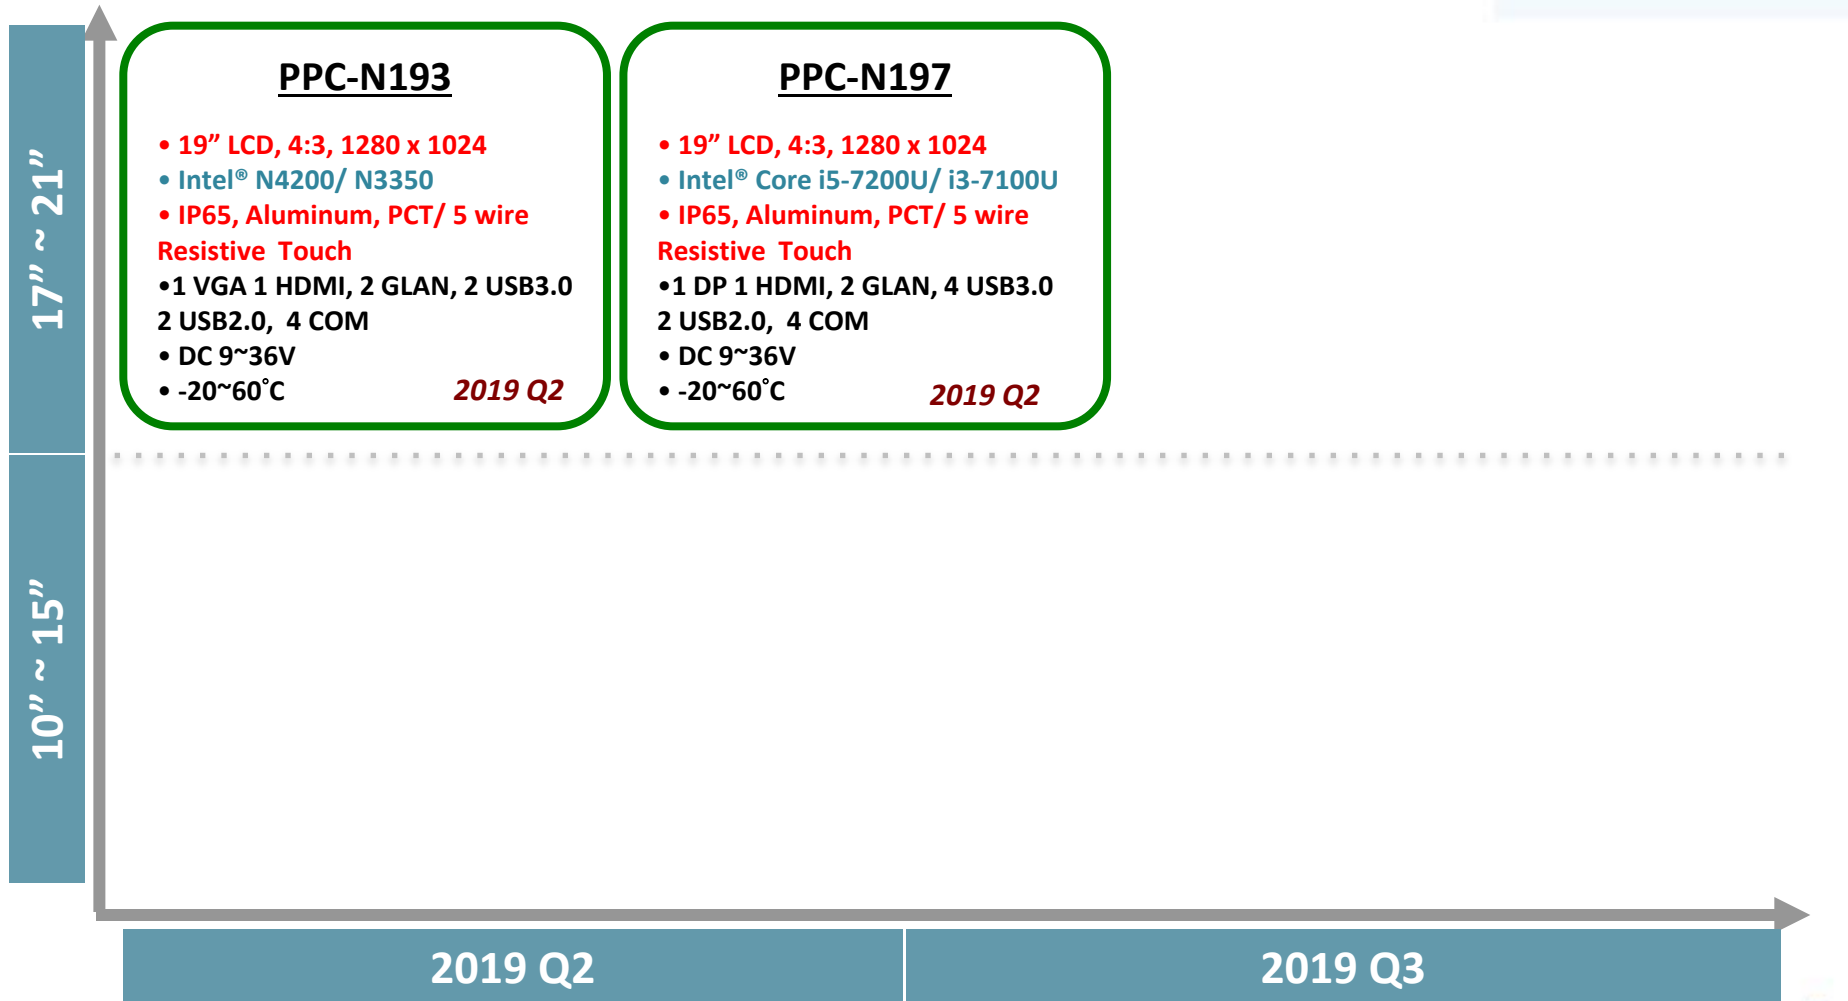 17” ~ 21”
PPC-N193
• 19” LCD, 4:3, 1280 x 1024
• Intel® N4200/ N3350
• IP65, Aluminum, PCT/ 5 wire
Resistive Touch
•1 VGA 1 HDMI, 2 GLAN, 2 USB3.0
2 USB2.0, 4 COM
• DC 9~36V
• -20~60˚C
2019 Q2
PPC-N197
• 19” LCD, 4:3, 1280 x 1024
• Intel® Core i5-7200U/ i3-7100U
• IP65, Aluminum, PCT/ 5 wire
Resistive Touch
•1 DP 1 HDMI, 2 GLAN, 4 USB3.0
2 USB2.0, 4 COM
• DC 9~36V
• -20~60˚C
2019 Q2
10” ~ 15”
2019 Q2
2019 Q3